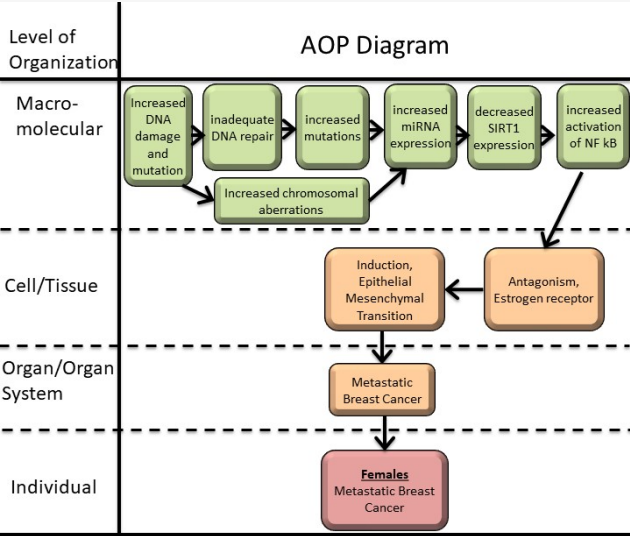 Level of
Organization
AOP Diagram
Macro-
molecular
Increased
DNA
damage
and
mutation
inadequate
DNA repair
increased
mutations
increased
miRNA
expression
decreased
SIRT1
expression
increased
activation
of NF kB
Increased chromosomal
aberrations
Cell/Tissue
Induction,
Epithelial
Mesenchymal
Transition
Antagonism,
Estrogen receptor
Organ/Organ
System
Metastatic
Breast Cancer
Individual
Females
Metastatic Breast
Cancer